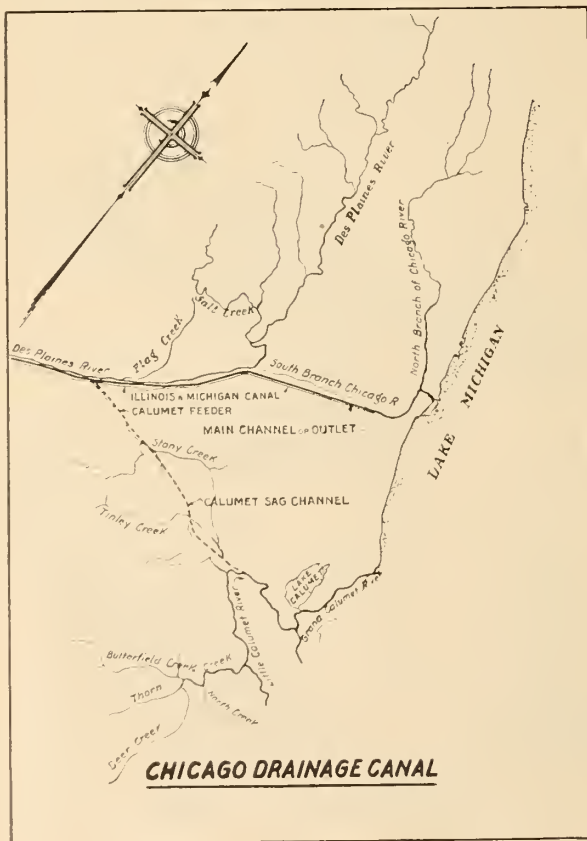 Des Plaines River
North Branch of Chicago River
Salt Creek
Flag Creek
Des Plaines River
South Branch Chicago R
ILLINOIS & MICHIGAN CANAL
CALUMET FEEDER
MAIN CHANNEL OR OUTLET
LAKE MICHIGAN
Stony Creek
CALUMET SAG CHANNEL
Tinley Creek
LAKE
CALUMET
Grand Calumet River
Little Calumet River
Butterfield Creek Creek
Thorn
North Creek
Deer Creek
CHICAGO DRAINAGE CANAL